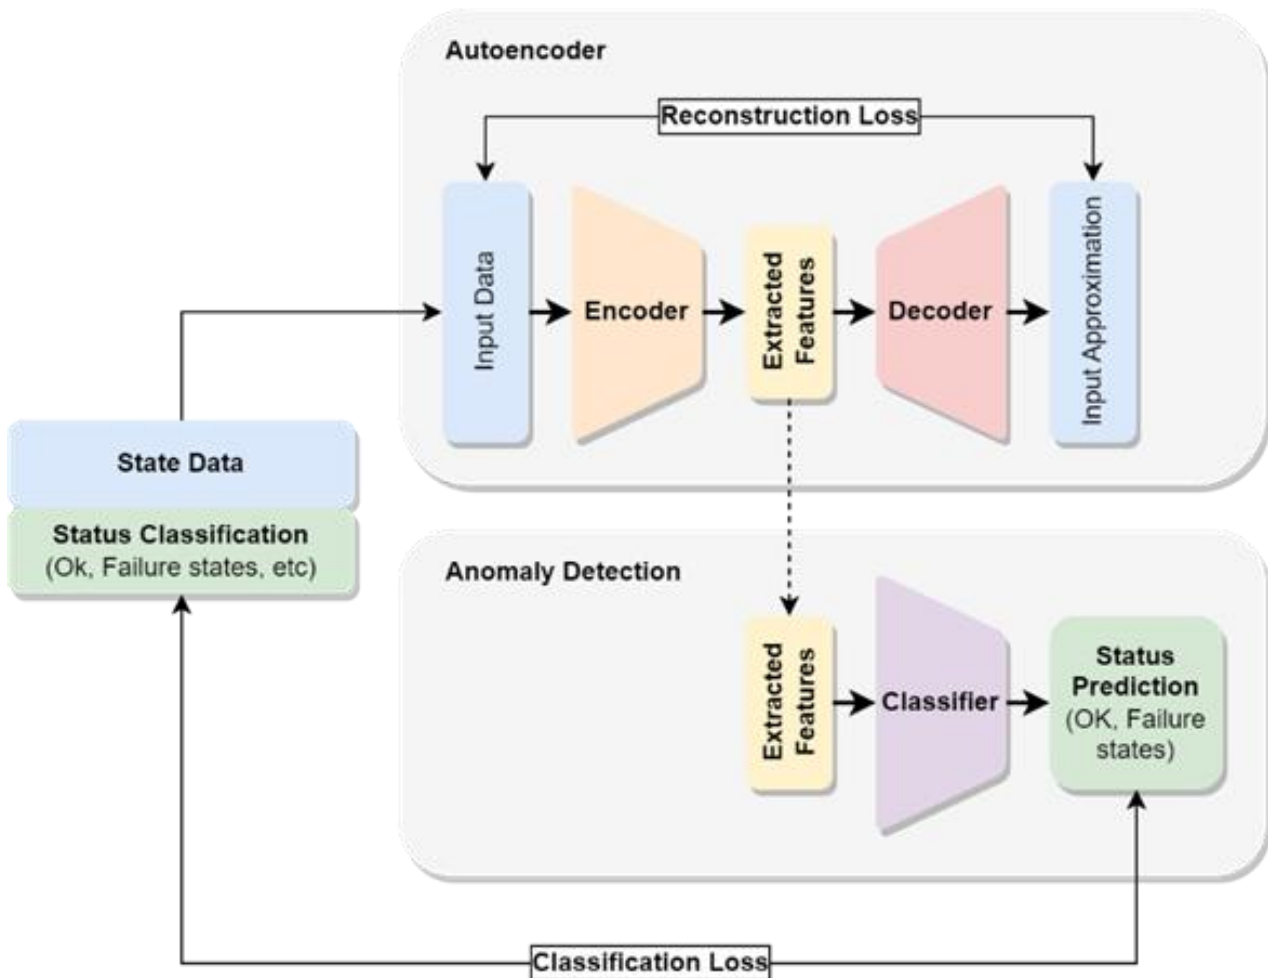 Autoencoder
Reconstruction Loss
Input Data
Encoder
Extracted
Features
Decoder
Input Approximation
State Data
Status Classification
(Ok, Failure states, etc)
Anomaly Detection
Extracted
Features
Classifier
Status
Prediction
(OK, Failure
states)
Classification Loss